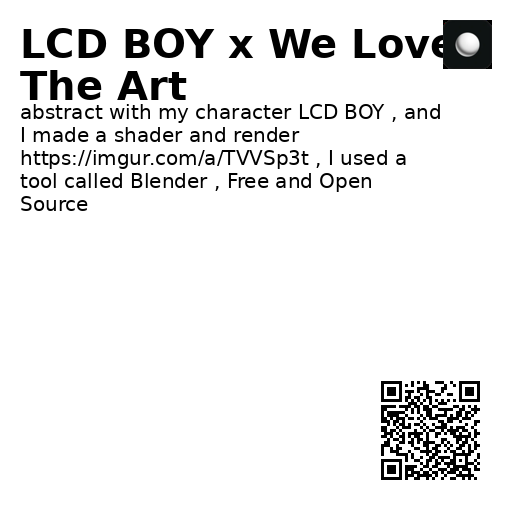 LCD BOY x We Love
The Art
abstract with my character LCD BOY , and
I made a shader and render
https://imgur.com/a/TVVSp3t , I used a
tool called Blender , Free and Open
Source